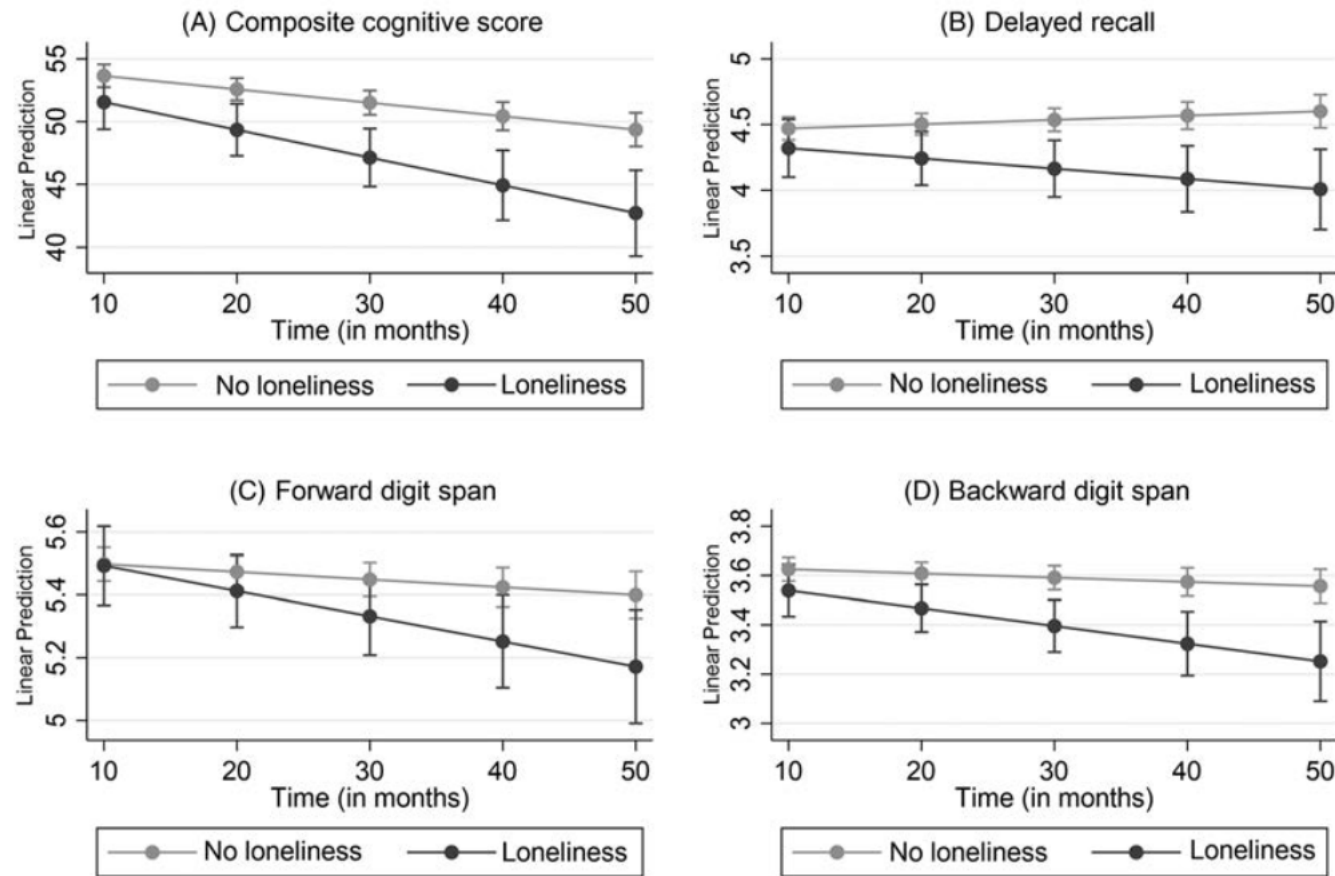 (A) Composite cognitive score
Linear Prediction
55
50
45
40
10 20 30 40 50
Time (in months)
No loneliness Loneliness
(B) Delayed recall
Linear Prediction
5
4.5
4
3.5
10 20 30 40 50
Time (in months)
No loneliness Loneliness
(C) Forward digit span
Linear Prediction
5.6
5.4
5.2
5
10 20 30 40 50
Time (in months)
No loneliness Loneliness
(D) Backward digit span
Linear Prediction
3.8
3.6
3.4
3.2
3
10 20 30 40 50
Time (in months)
No loneliness Loneliness